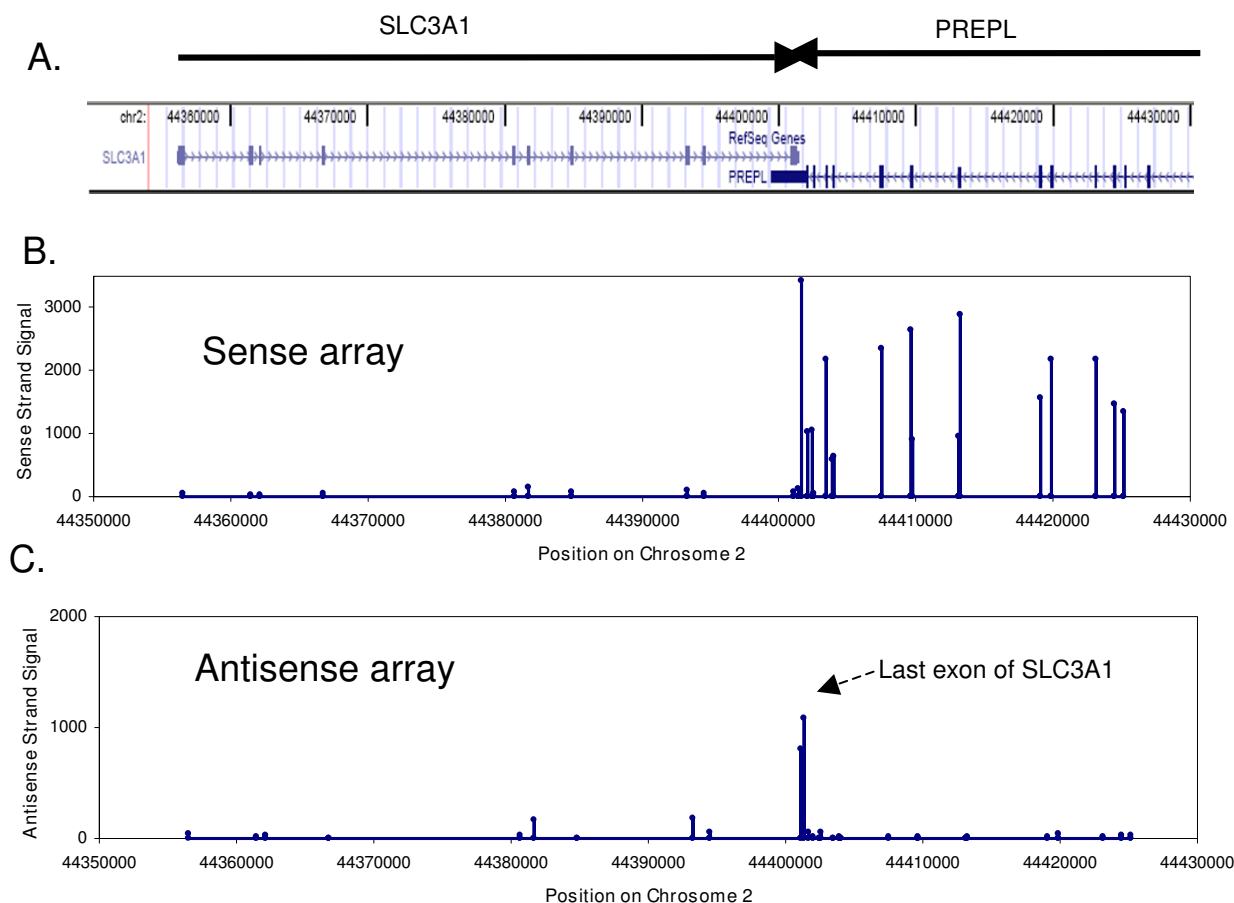 SLC3A1 PREPL
A.
chr2: 44360000 44370000 44380000 44390000 44400000 44410000 44420000 44430000
RefSeq Genes
SLC3A1
PREPL
B.
Sense Strand Signal
3000
2000
1000
0
Sense array
44350000 44360000 44370000 44380000 44390000 44400000 44410000 44420000 44430000
Position on Chrosome 2
C.
Antisense Strand Signal
2000
1000
0
Antisense array
Last exon of SLC3A1
44350000 44360000 44370000 44380000 44390000 44400000 44410000 44420000 44430000
Position on Chrosome 2